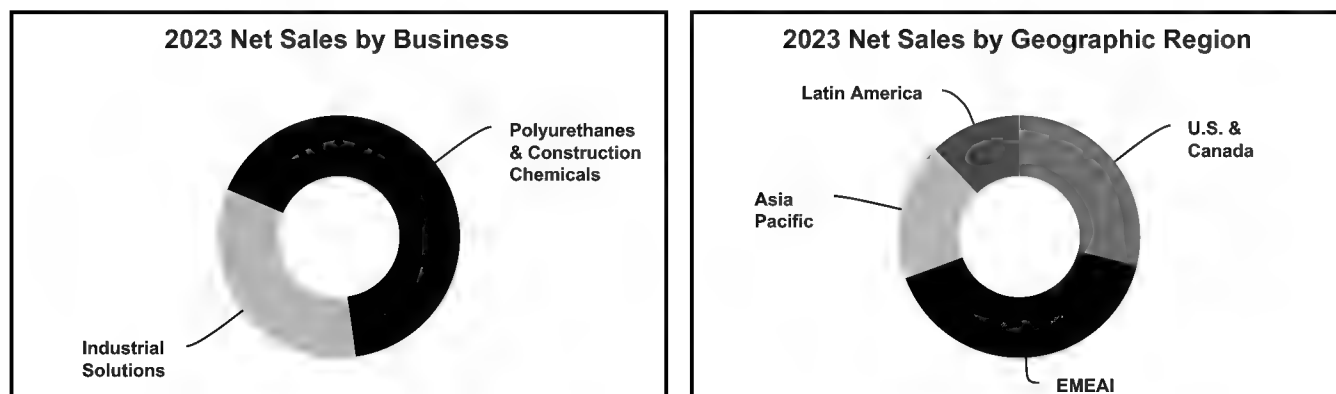 2023 Net Sales by Business
Polyurethanes
& Construction
Chemicals
Industrial
Solutions
2023 Net Sales by Geographic Region
Latin America
U.S. &
Canada
Asia
Pacific
EMEAI